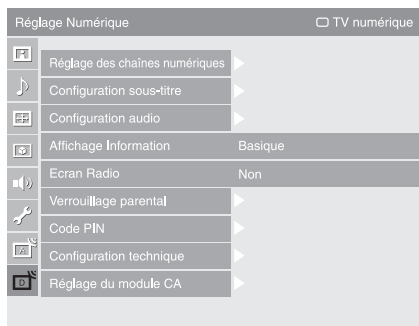 Réglage Numérique TV numérique
Réglage des chaînes numériques
Configuration sous-titre
Configuration audio
Affichage Information Basique
Ecran Radio Non
Verrouillage parental
Code PIN
Configuration technique
Réglage du module CA
A
D